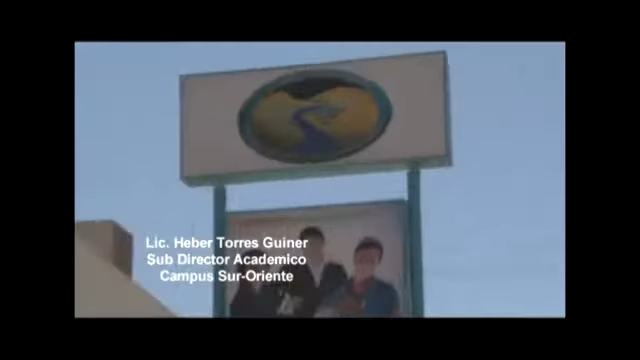 Lic. Heber Torres Guiner
Sub Director Academico
Campus Sur-Oriente